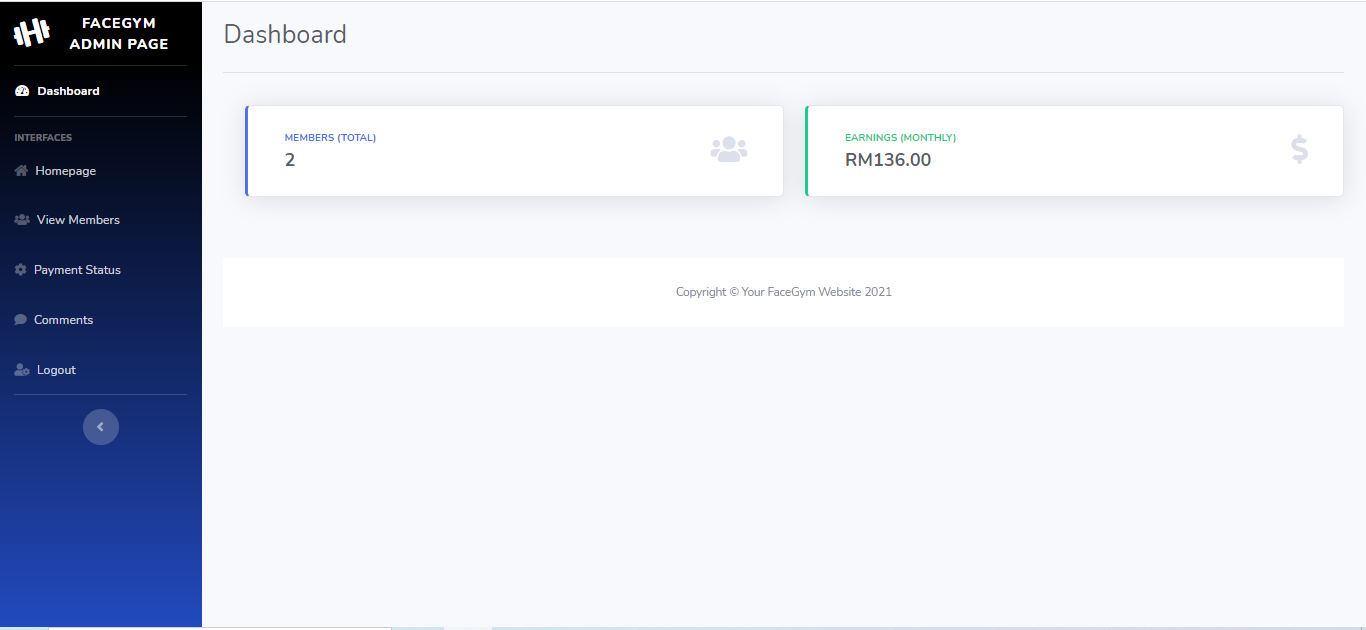 FACEGYM
ADMIN PAGE
Dashboard
INTERFACES
Homepage
View Members
Payment Status
Comments
Logout
Dashboard
MEMBERS (TOTAL)
2
EARNINGS (MONTHLY)
RM136.00
Copyright © Your FaceGym Website 2021